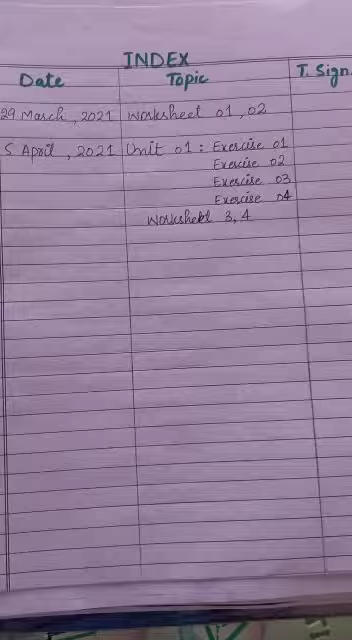 INDEX
Date Topic T. Sign.
29 March, 2021 Worksheet 01, 02
5 April, 2021 Unit 01 : Exercise 01
Exercise 02
Exercise 03
Exercise 04
Worksheet 3, 4